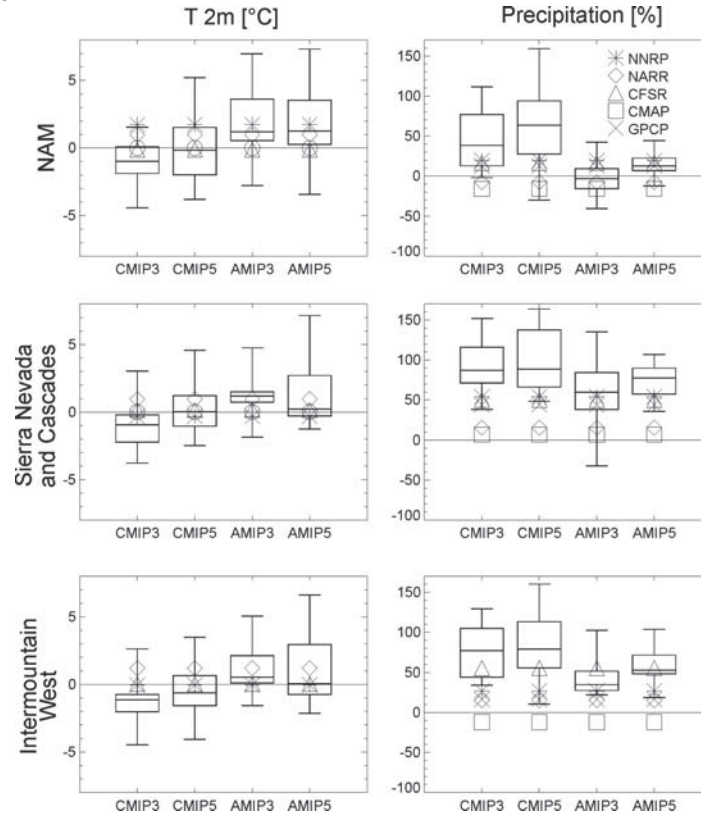 T 2m [°C]
Precipitation [%]
NAM
5
0
-5
CMIP3 CMIP5 AMIP3 AMIP5
150
100
50
0
50
-100
NNRP
NARR
CFSR
CMAP
GPCP
CMIP3 CMIP5 AMIP3 AMIP5
Sierra Nevada
and Cascades
5
0
-5
CMIP3 CMIP5 AMIP3 AMIP5
150
100
50
0
-50
-100
CMIP3 CMIP5 AMIP3 AMIP5
Intermountain
West
5
0
-5
CMIP3 CMIP5 AMIP3 AMIP5
150
100
50
0
50
-100
CMIP3 CMIP5 AMIP3 AMIP5